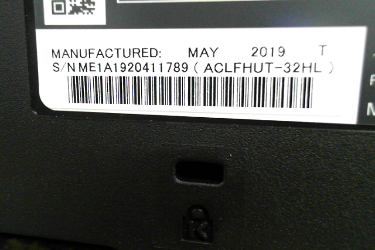 MANUFACTURED: MAY 2019 T
S/N ME1A1920411789 ( ACLFHUT-32HL )